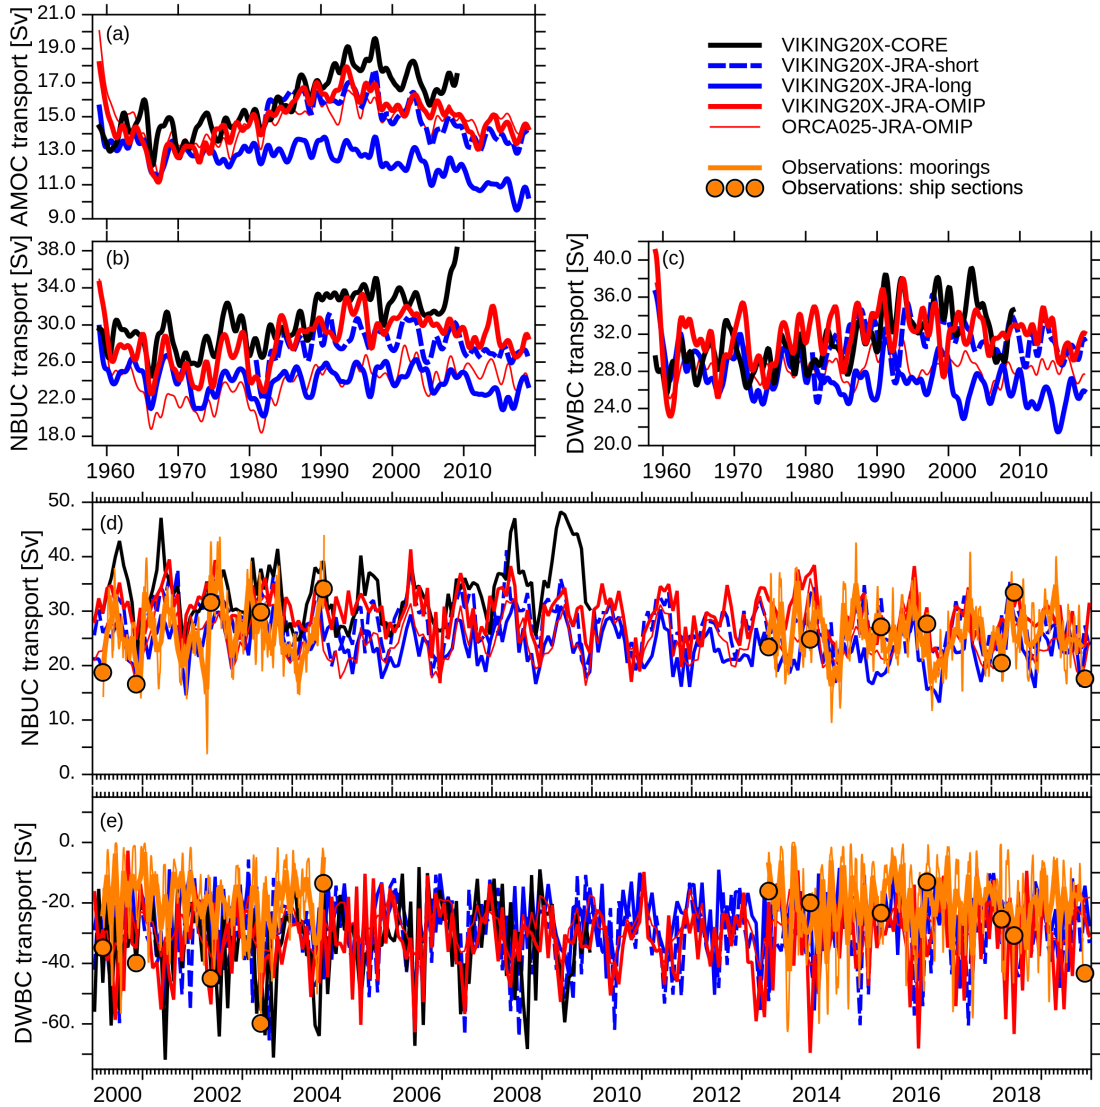 AMOC transport [Sv]
21.0
19.0
17.0
15.0
13.0
11.0
9.0
(a)
VIKING20X-CORE
VIKING20X-JRA-short
VIKING20X-JRA-long
VIKING20X-JRA-OMIP
ORCA025-JRA-OMIP
Observations: moorings
Observations: ship sections
NBUC transport [Sv]
38.0
34.0
30.0
26.0
22.0
18.0
(b)
1960 1970 1980 1990 2000 2010
DWBC transport [Sv]
40.0
36.0
32.0
28.0
24.0
20.0
(c)
1960 1970 1980 1990 2000 2010
NBUC transport [Sv]
50.
40.
30.
20.
10.
0.
(d)
DWBC transport [Sv]
0.
-20.
-40.
-60.
(e)
2000 2002 2004 2006 2008 2010 2012 2014 2016 2018